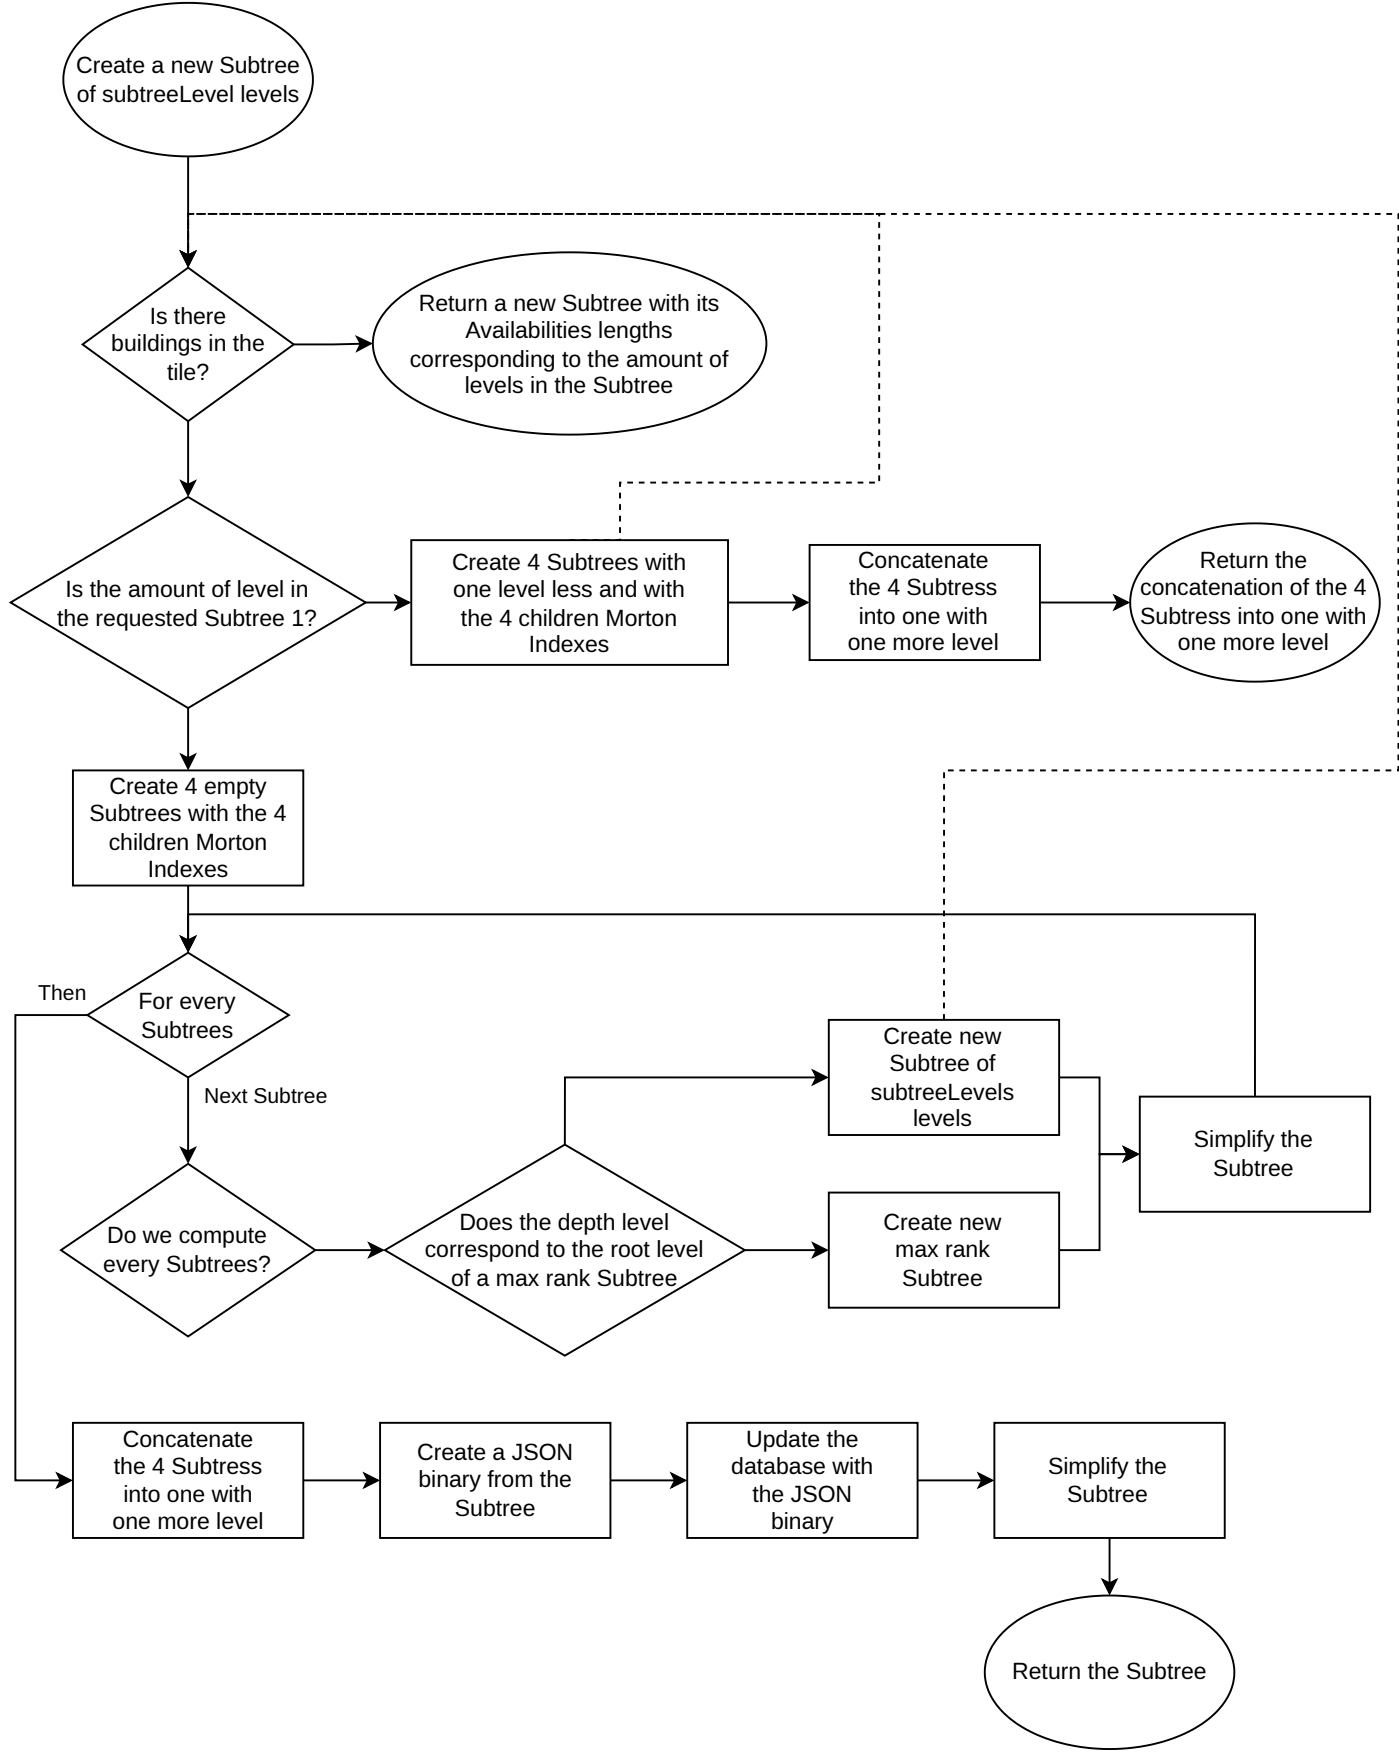 Create a new Subtree
of subtreeLevel levels
Is there
buildings in the
tile?
Return a new Subtree with its
Availabilities lengths
corresponding to the amount of
levels in the Subtree
Is the amount of level in
the requested Subtree 1?
Create 4 Subtrees with
one level less and with
the 4 children Morton
Indexes
Concatenate
the 4 Subtress
into one with
one more level
Return the
concatenation of the 4
Subtress into one with
one more level
Create 4 empty
Subtrees with the 4
children Morton
Indexes
Then
For every
Subtrees
Next Subtree
Do we compute
every Subtrees?
Does the depth level
correspond to the root level
of a max rank Subtree
Create new
Subtree of
subtreeLevels
levels
Create new
max rank
Subtree
Simplify the
Subtree
Concatenate
the 4 Subtress
into one with
one more level
Create a JSON
binary from the
Subtree
Update the
database with
the JSON
binary
Simplify the
Subtree
Return the Subtree